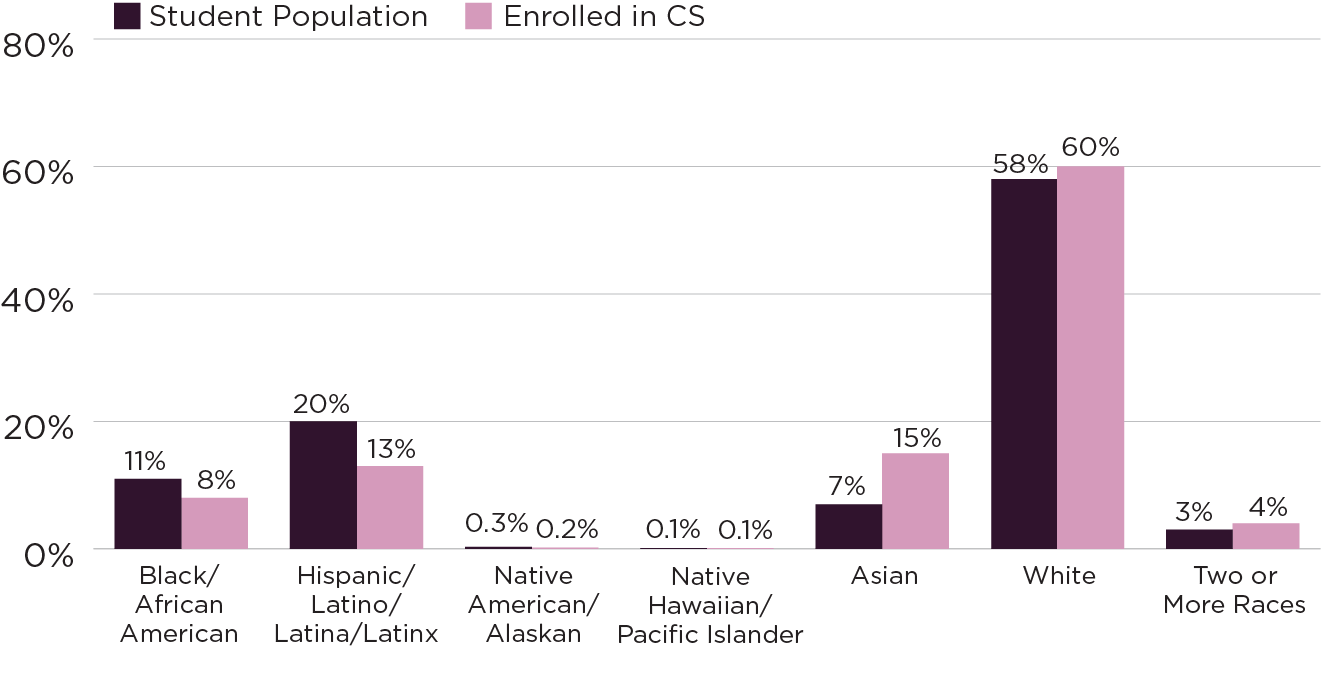 Student Population Enrolled in CS
80%
60%
40%
20%
0%
11%
8%
20%
13%
0.3%
0.2%
0.1%
0.1%
7%
15%
58%
60%
3%
4%
Black/
African
American
Hispanic/
Latino/
Latina/Latinx
Native
American/
Alaskan
Native
Hawaiian/
Pacific Islander
Asian
White
Two or
More Races